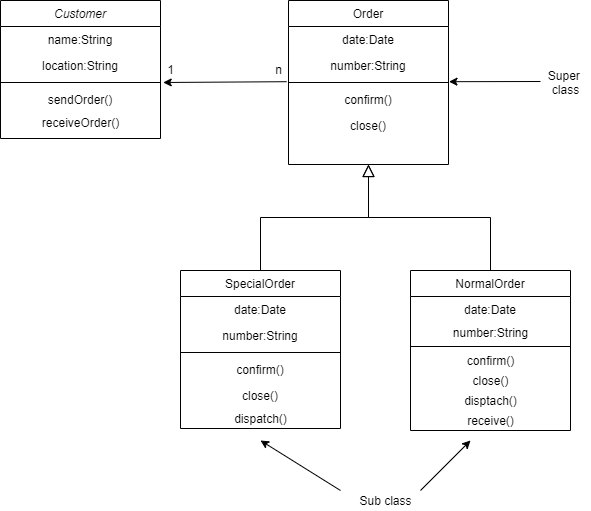 Customer
name:String
location:String
sendOrder()
receiveOrder()
1
n
Order
date:Date
number:String
confirm()
close()
Super
class
SpecialOrder
date:Date
number:String
confirm()
close()
dispatch()
NormalOrder
date:Date
number:String
confirm()
close()
disptach()
receive()
Sub class